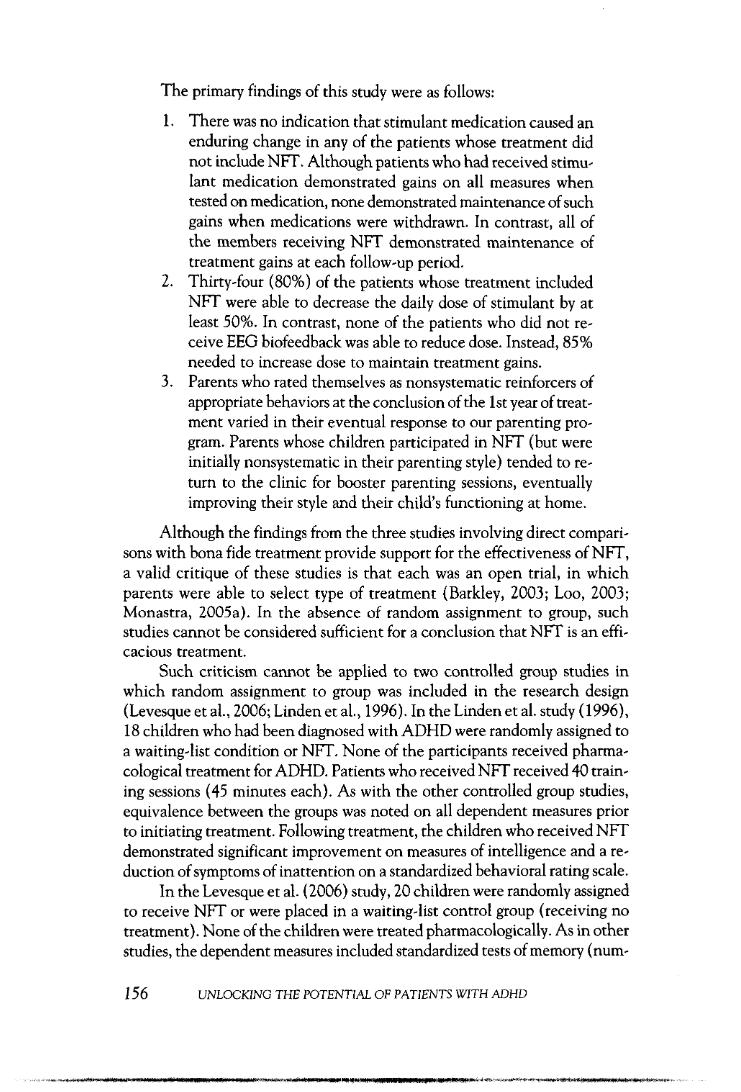 The primary findings of this study were as follows:
1. There was no indication that stimulant medication caused an
enduring change in any of the patients whose treatment did
not include NFT. Although patients who had received stimu-
lant medication demonstrated gains on all measures when
tested on medication, none demonstrated maintenance of such
gains when medications were withdrawn. In contrast, all of
the members receiving NFT demonstrated maintenance of
treatment gains at each follow-up period.
2. Thirty-four (80%) of the patients whose treatment included
NFT were able to decrease the daily dose of stimulant by at
least 50%. In contrast, none of the patients who did not re-
ceive EEG biofeedback was able to reduce dose. Instead, 85%
needed to increase dose to maintain treatment gains.
3. Parents who rated themselves as nonsystematic reinforcers of
appropriate behaviors at the conclusion of the 1st year of treat-
ment varied in their eventual response to our parenting pro-
gram. Parents whose children participated in NFT (but were
initially nonsystematic in their parenting style) tended to re-
turn to the clinic for booster parenting sessions, eventually
improving their style and their child's functioning at home.
Although the findings from the three studies involving direct compari-
sons with bona fide treatment provide support for the effectiveness of NFT,
a valid critique of these studies is that each was an open trial, in which
parents were able to select type of treatment (Barkley, 2003; Loo, 2003;
Monastra, 2005a). In the absence of random assignment to group, such
studies cannot be considered sufficient for a conclusion that NFT is an effi-
cacious treatment.
Such criticism cannot be applied to two controlled group studies in
which random assignment to group was included in the research design
(Levesque et al., 2006; Linden et al., 1996). In the Linden et al. study (1996),
18 children who had been diagnosed with ADHD were randomly assigned to
a waiting-list condition or NFT. None of the participants received pharma-
cological treatment for ADHD. Patients who received NFT received 40 train-
ing sessions (45 minutes each). As with the other controlled group studies,
equivalence between the groups was noted on all dependent measures prior
to initiating treatment. Following treatment, the children who received NFT
demonstrated significant improvement on measures of intelligence and a re-
duction of symptoms of inattention on a standardized behavioral rating scale.
In the Levesque et al. (2006) study, 20 children were randomly assigned
to receive NFT or were placed in a waiting-list control group (receiving no
treatment). None of the children were treated pharmacologically. As in other
studies, the dependent measures included standardized tests of memory (num-
156 UNLOCKING THE POTENTIAL OF PATIENTS WITH ADHD